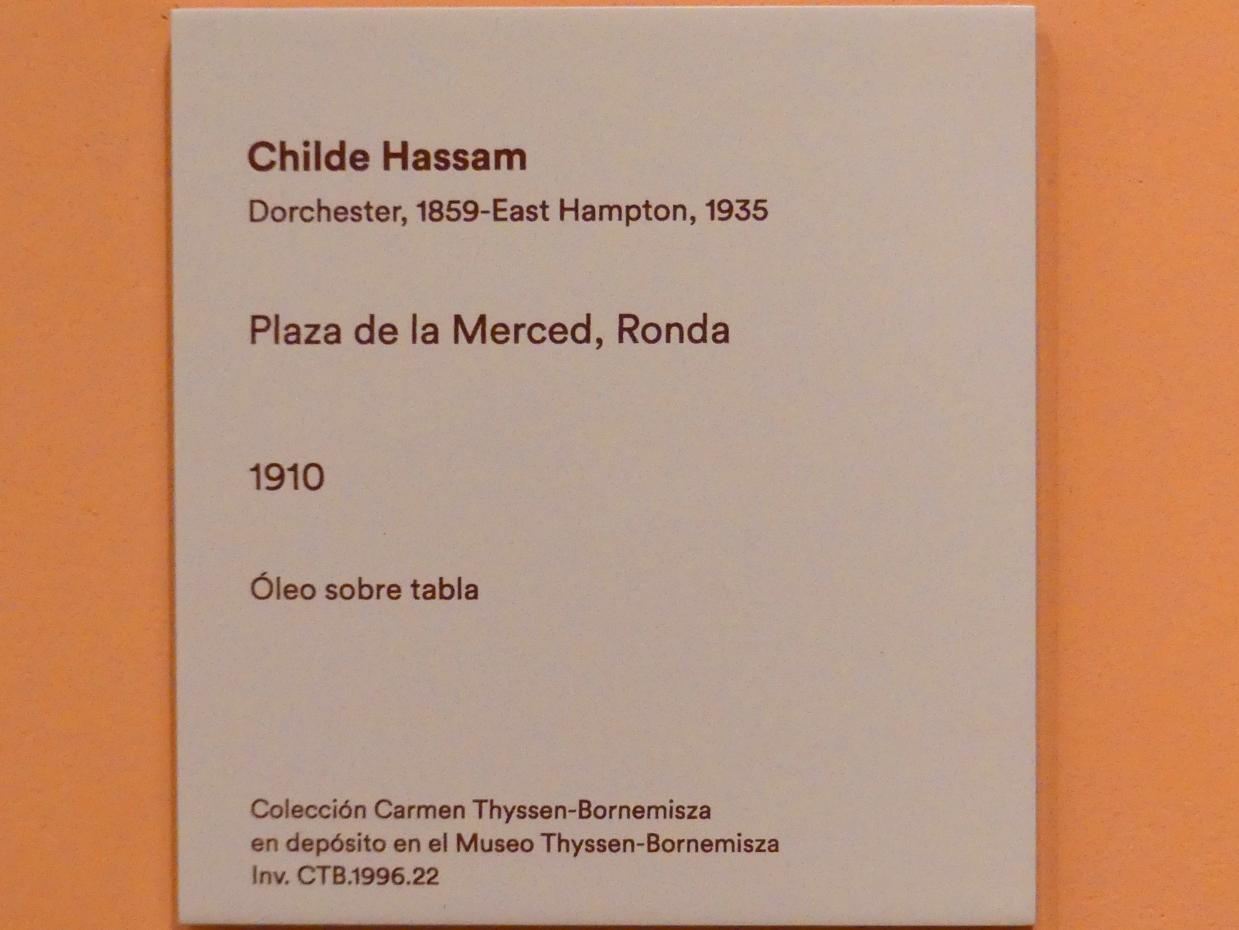 Childe Hassam
Dorchester, 1859-East Hampton, 1935
Plaza de la Merced, Ronda
1910
Óleo sobre tabla
Colección Carmen Thyssen-Bornemisza
en depósito en el Museo Thyssen-Bornemisza
Inv. CTB.1996.22